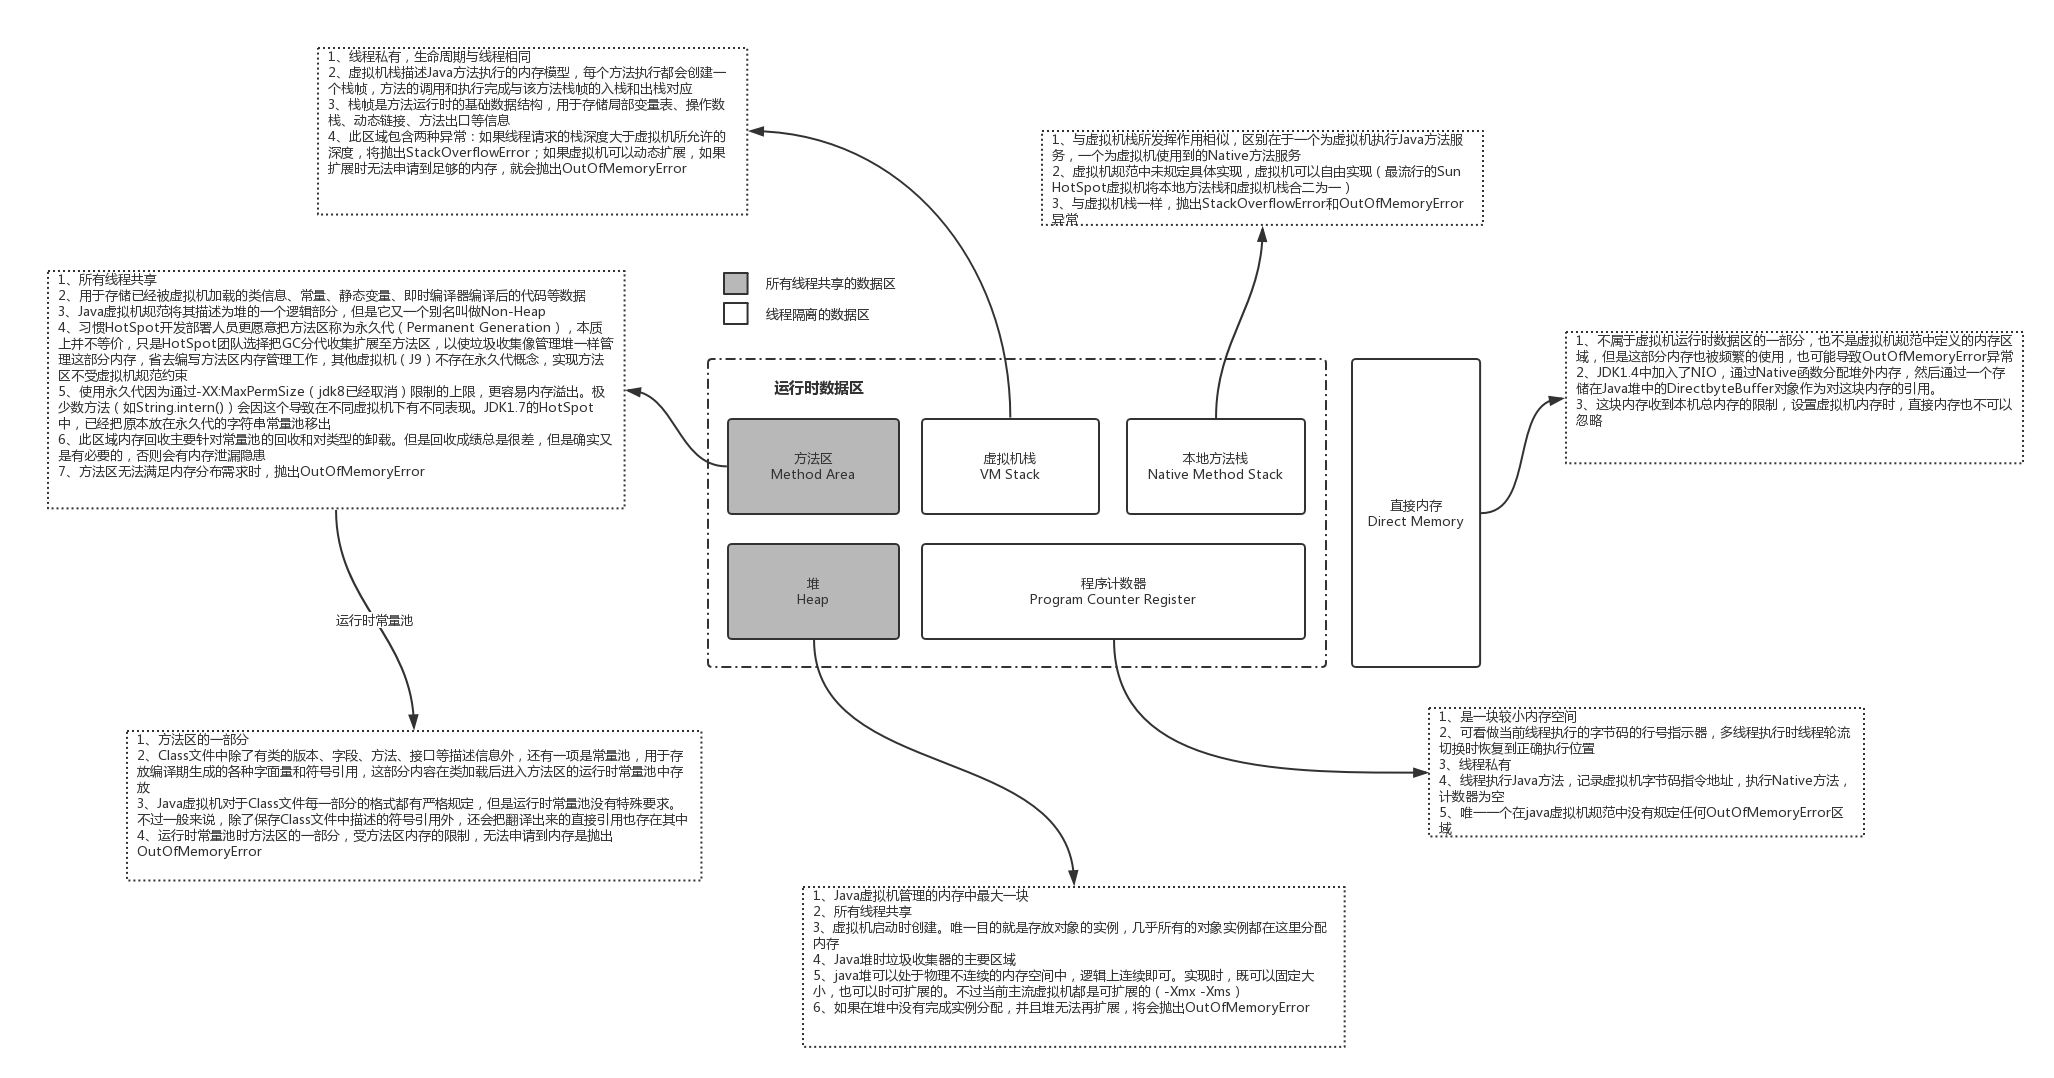 1、线程私有，生命周期与线程相同
2、虚拟机栈描述Java方法执行的内存模型，每个方法执行都会创建一
个栈帧，方法的调用和执行完成与该方法栈帧的入栈和出栈对应
3、栈帧是方法运行时的基础数据结构，用于存储局部变量表、操作数
栈、动态链接、方法出口等信息
4、此区域包含两种异常：如果线程请求的栈深度大于虚拟机所允许的
深度，将抛出StackOverflowError；如果虚拟机可以动态扩展，如果
扩展时无法申请到足够的内存，就会抛出OutOfMemoryError
1、与虚拟机栈所发挥作用相似，区别在于一个为虚拟机执行Java方法服
务，一个为虚拟机使用到的Native方法服务
2、虚拟机规范中未规定具体实现，虚拟机可以自由实现（最流行的Sun
HotSpot虚拟机将本地方法栈和虚拟机栈合二为一）
3、与虚拟机栈一样，抛出StackOverflowError和OutOfMemoryError
异常
1、所有线程共享
2、用于存储已经被虚拟机加载的类信息、常量、静态变量、即时编译器编译后的代码等数据
3、Java虚拟机规范将其描述为堆的一个逻辑部分，但是它又一个别名叫做Non-Heap
4、习惯HotSpot开发部署人员更愿意把方法区称为永久代（Permanent Generation），本质
上并不等价，只是HotSpot团队选择把GC分代收集扩展至方法区，以使垃圾收集像管理堆一样管
理这部分内存，省去编写方法区内存管理工作，其他虚拟机（J9）不存在永久代概念，实现方法
区不受虚拟机规范约束
5、使用永久代因为通过-XX:MaxPermSize（jdk8已经取消）限制的上限，更容易内存溢出。极
少数方法（如String.intern()）会因这个导致在不同虚拟机下有不同表现。JDK1.7的HotSpot
中，已经把原本放在永久代的字符串常量池移出
6、此区域内存回收主要针对常量池的回收和对类型的卸载。但是回收成绩总是很差，但是确实又
是有必要的，否则会有内存泄漏隐患
7、方法区无法满足内存分布需求时，抛出OutOfMemoryError
所有线程共享的数据区
线程隔离的数据区
运行时数据区
方法区
Method Area
虚拟机栈
VM Stack
本地方法栈
Native Method Stack
堆
Heap
程序计数器
Program Counter Register
直接内存
Direct Memory
1、不属于虚拟机运行时数据区的一部分，也不是虚拟机规范中定义的内存区
域，但是这部分内存也被频繁的使用，也可能导致OutOfMemoryError异常
2、JDK1.4中加入了NIO，通过Native函数分配堆外内存，然后通过一个存
储在Java堆中的DirectbyteBuffer对象作为对这块内存的引用。
3、这块内存收到本机总内存的限制，设置虚拟机内存时，直接内存也不可以
忽略
运行时常量池
1、方法区的一部分
2、Class文件中除了有类的版本、字段、方法、接口等描述信息外，还有一项是常量池，用于存
放编译期生成的各种字面量和符号引用，这部分内容在类加载后进入方法区的运行时常量池中存
放
3、Java虚拟机对于Class文件每一部分的格式都有严格规定，但是运行时常量池没有特殊要求。
不过一般来说，除了保存Class文件中描述的符号引用外，还会把翻译出来的直接引用也存在其中
4、运行时常量池时方法区的一部分，受方法区内存的限制，无法申请到内存是抛出
OutOfMemoryError
1、是一块较小内存空间
2、可看做当前线程执行的字节码的行号指示器，多线程执行时线程轮流
切换时恢复到正确执行位置
3、线程私有
4、线程执行Java方法，记录虚拟机字节码指令地址，执行Native方法，
计数器为空
5、唯一一个在java虚拟机规范中没有规定任何OutOfMemoryError区
域
1、Java虚拟机管理的内存中最大一块
2、所有线程共享
3、虚拟机启动时创建。唯一目的就是存放对象的实例，几乎所有的对象实例都在这里分配
内存
4、Java堆时垃圾收集器的主要区域
5、java堆可以处于物理不连续的内存空间中，逻辑上连续即可。实现时，既可以固定大
小，也可以时可扩展的。不过当前主流虚拟机都是可扩展的（-Xmx -Xms）
6、如果在堆中没有完成实例分配，并且堆无法再扩展，将会抛出OutOfMemoryError